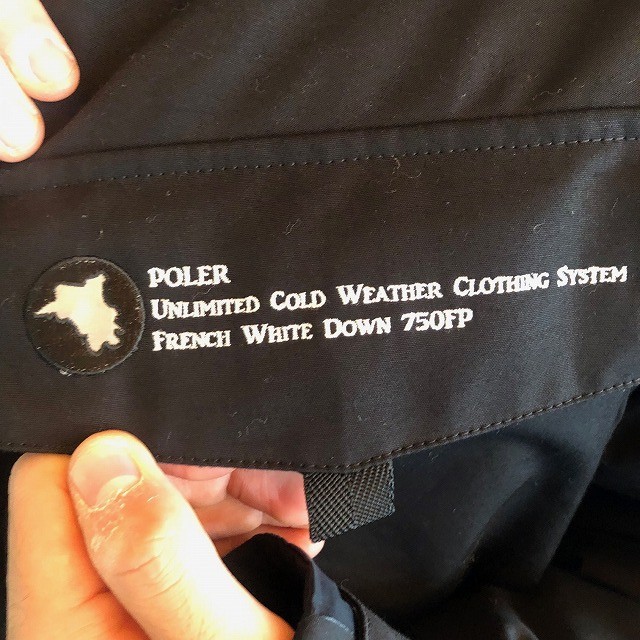 POLER
UNLIMITED COLD WEATHER CLOTHING SYSTEM
FRENCH WHITE DOWN 750FP